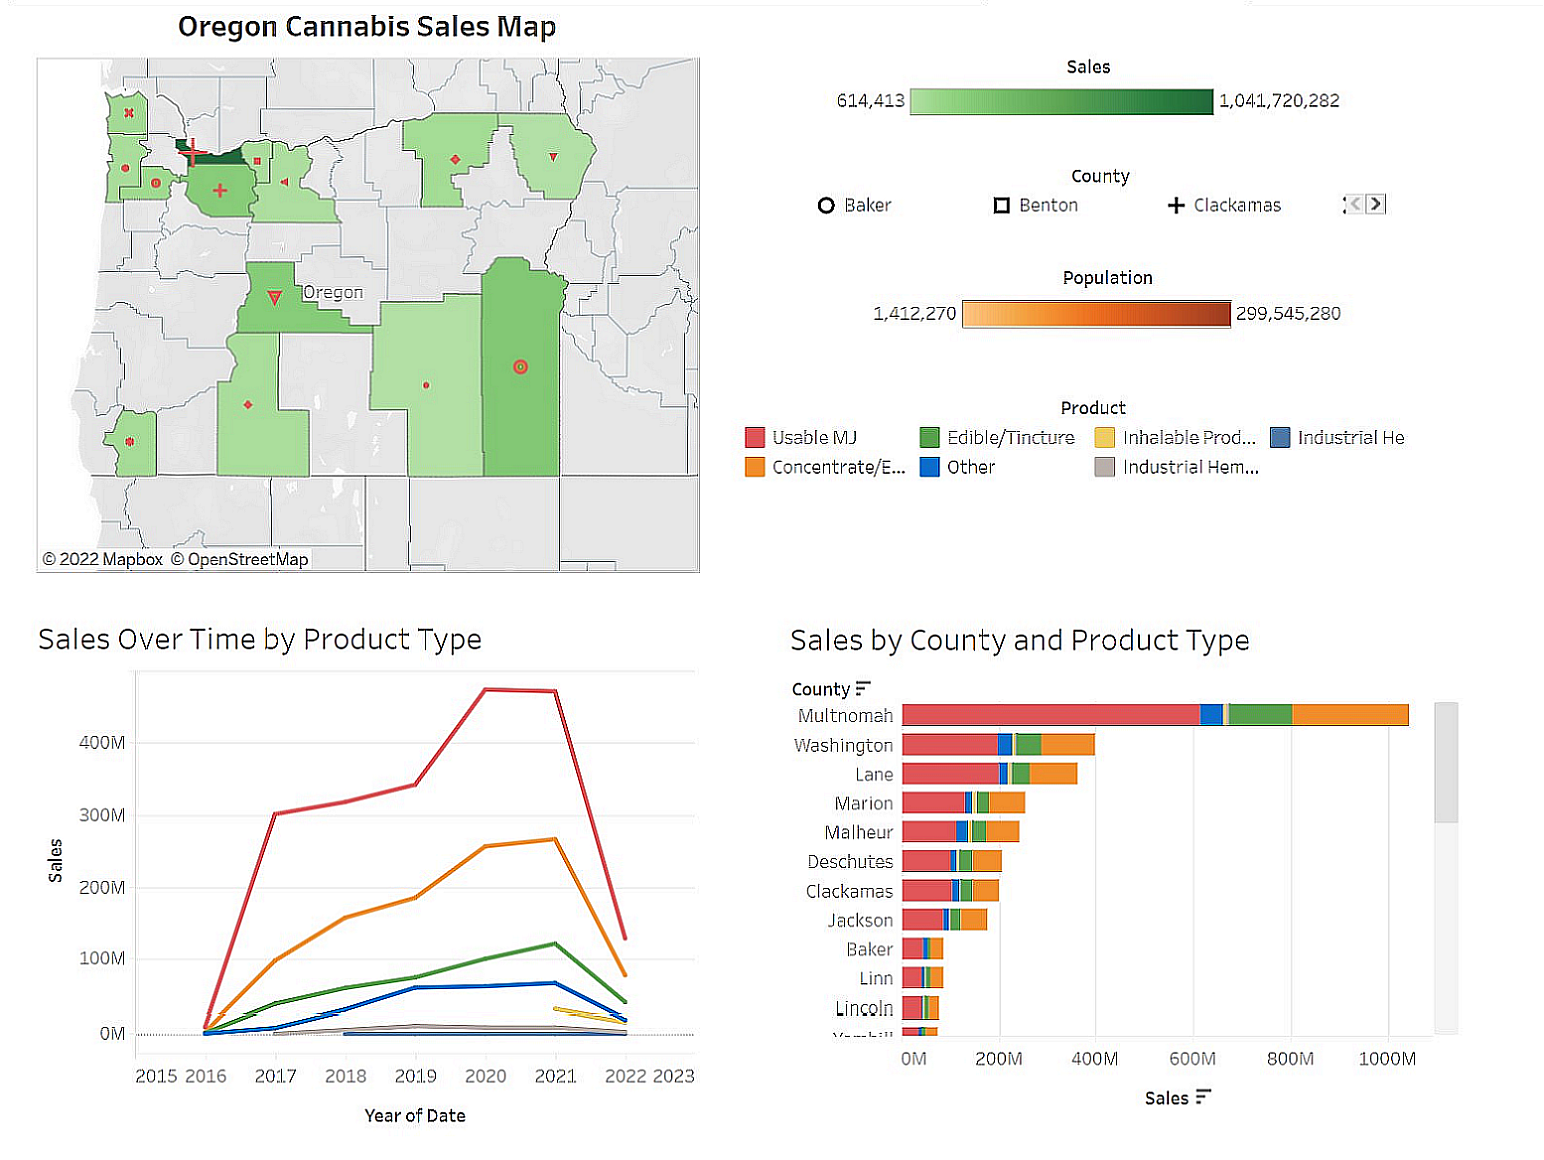 Oregon Cannabis Sales Map
Oregon
© 2022 Mapbox © OpenStreetMap
Sales
614,413 1,041,720,282
County
Baker Benton Clackamas
Population
1,412,270 299,545,280
Product
Usable MJ Edible/Tincture Inhalable Prod... Industrial He
Concentrate/E... Other Industrial Hem...
Sales Over Time by Product Type
400M
300M
200M
100M
0M
Sales
2015 2016 2017 2018 2019 2020 2021 2022 2023
Year of Date
Sales by County and Product Type
County
Multnomah
Washington
Lane
Marion
Malheur
Deschutes
Clackamas
Jackson
Baker
Linn
Lincoln
0M 200M 400M 600M 800M 1000M
Sales